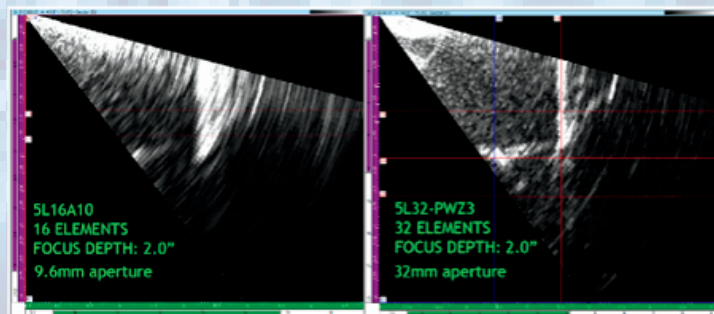 5L16A10
16 ELEMENTS
FOCUS DEPTH: 2.0”
9.6mm aperture
5L32-PWZ3
32 ELEMENTS
FOCUS DEPTH: 2.0”
32mm aperture